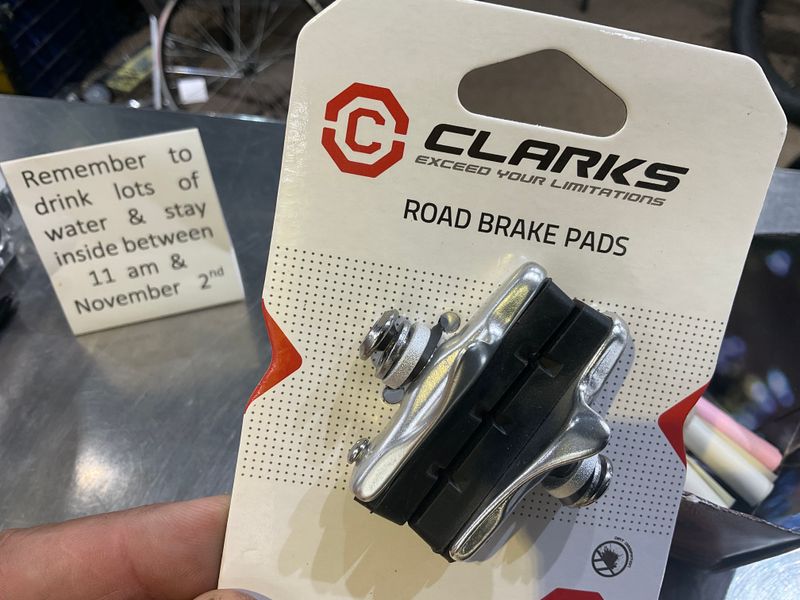 Remember to
drink lots of
water & stay
inside between
11 am &
November 2nd
C
CLARKS
EXCEED YOUR LIMITATIONS
ROAD BRAKE PADS